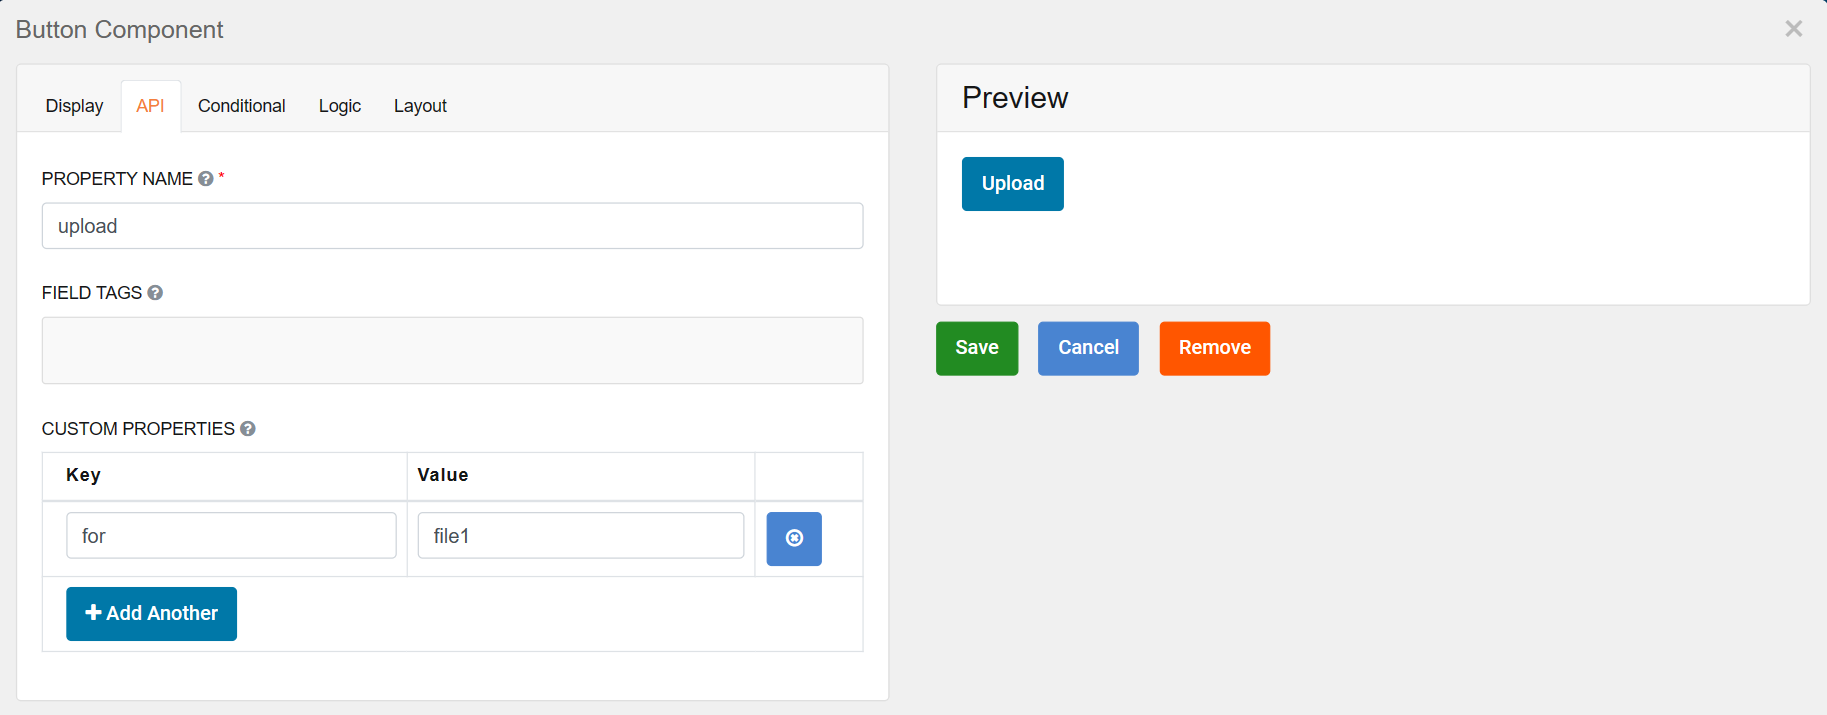 Button Component
Display API Conditional Logic Layout
PROPERTY NAME *
upload
FIELD TAGS
CUSTOM PROPERTIES
Key Value
for file1
Add Another
Preview
Upload
Save Cancel Remove